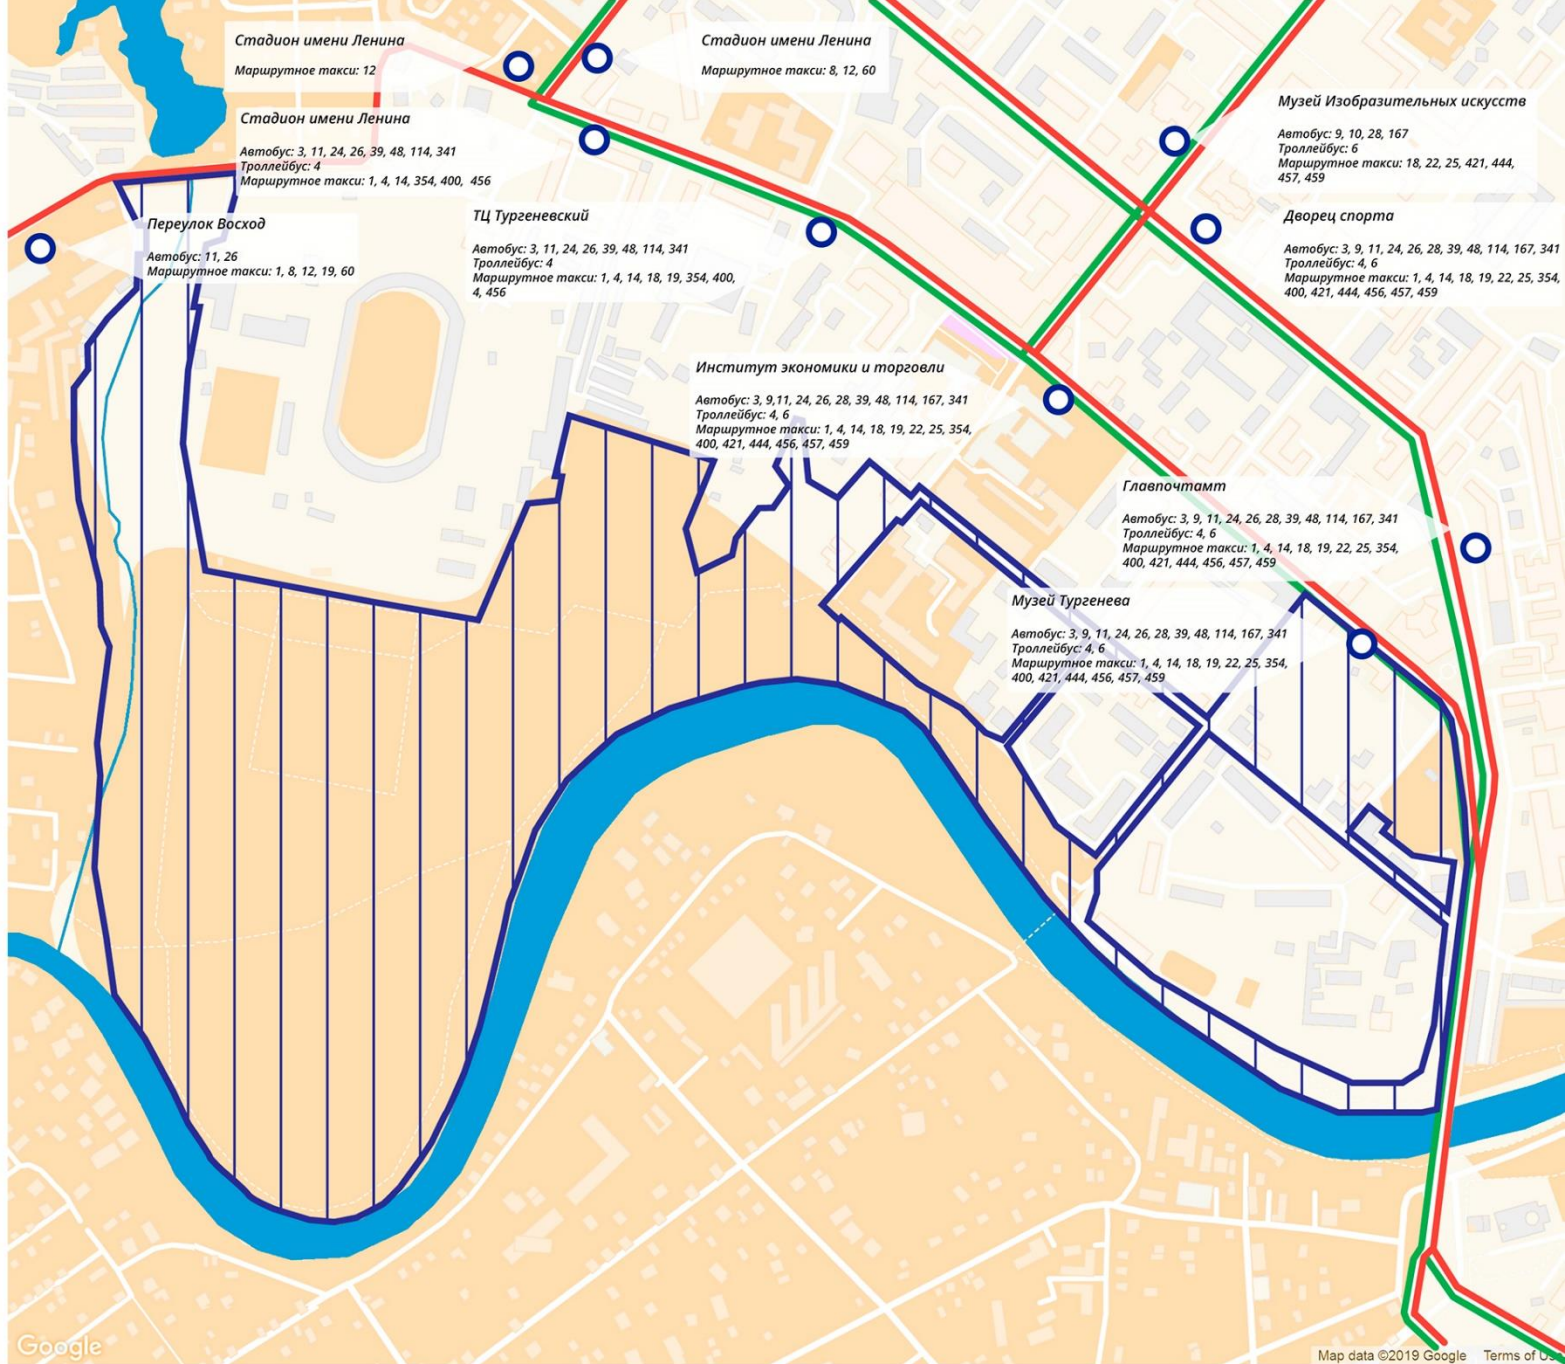 Стадион имени Ленина
Маршрутное такси: 12
Стадион имени Ленина
Маршрутное такси: 8, 12, 60
Музей Изобразительных искусств
Автобус: 9, 10, 28, 167
Троллейбус: 6
Маршрутное такси: 18, 22, 25, 421, 444,
457, 459
Стадион имени Ленина
Автобус: 3, 11, 24, 26, 39, 48, 114, 341
Троллейбус: 4
Маршрутное такси: 1, 4, 14, 354, 400, 456
Переулок Восход
Автобус: 11, 26
Маршрутное такси: 1, 8, 12, 19, 60
ТЦ Тургеневский
Автобус: 3, 11, 24, 26, 39, 48, 114, 341
Троллейбус: 4
Маршрутное такси: 1, 4, 14, 18, 19, 354, 400,
4, 456
Дворец спорта
Автобус: 3, 9, 11, 24, 26, 28, 39, 48, 114, 167, 341
Троллейбус: 4, 6
Маршрутное такси: 1, 4, 14, 18, 19, 22, 25, 354,
400, 421, 444, 456, 457, 459
Институт экономики и торговли
Автобус: 3, 9,11, 24, 26, 28, 39, 48, 114, 167, 341
Троллейбус: 4, 6
Маршрутное такси: 1, 4, 14, 18, 19, 22, 25, 354,
400, 421, 444, 456, 457, 459
Главпочтамт
Автобус: 3, 9, 11, 24, 26, 28, 39, 48, 114, 167, 341
Троллейбус: 4, 6
Маршрутное такси: 1, 4, 14, 18, 19, 22, 25, 354,
400, 421, 444, 456, 457, 459
Музей Тургенева
Автобус: 3, 9, 11, 24, 26, 28, 39, 48, 114, 167, 341
Троллейбус: 4, 6
Маршрутное такси: 1, 4, 14, 18, 19, 22, 25, 354,
400, 421, 444, 456, 457, 459
Google
Map data ©2019 Google Terms of